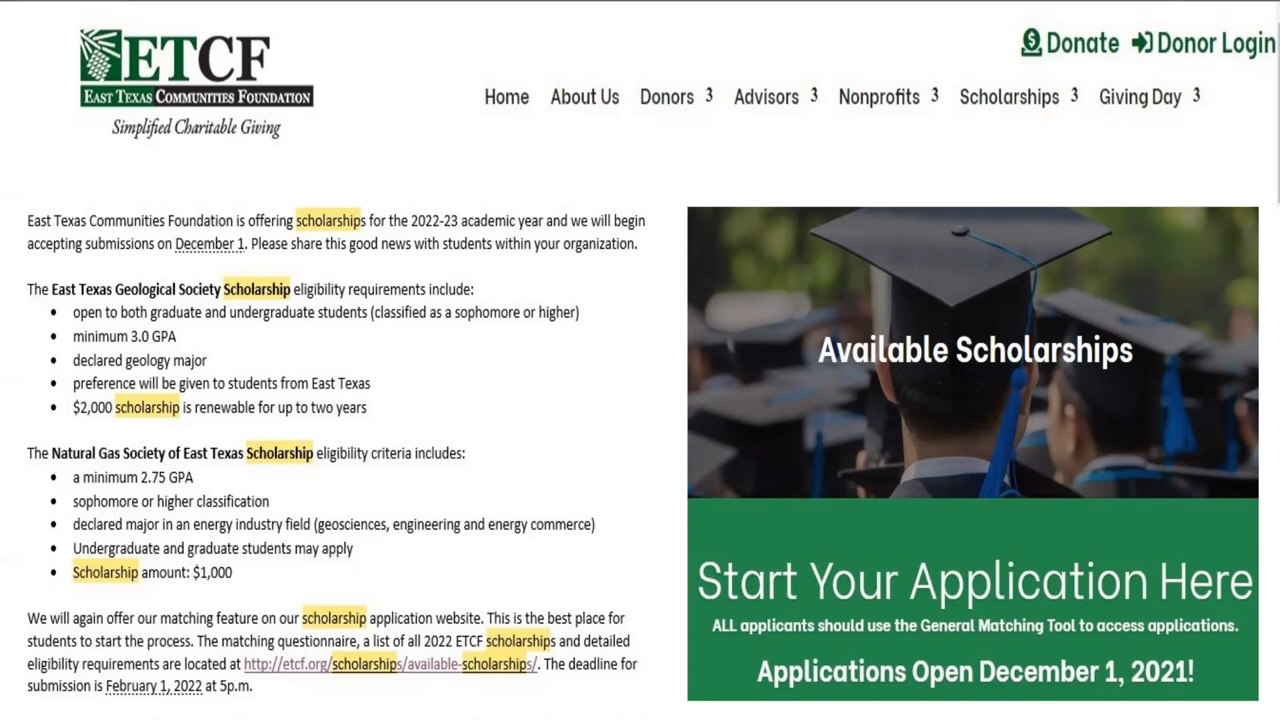 Donate Donor Login
ETCF
EAST TEXAS COMMUNITIES FOUNDATION
Simplified Charitable Giving
Home About Us Donors 3 Advisors 3 Nonprofits 3 Scholarships 3 Giving Day 3
East Texas Communities Foundation is offering scholarships for the 2022-23 academic year and we will begin
accepting submissions on December 1. Please share this good news with students within your organization.
The East Texas Geological Society Scholarship eligibility requirements include:
• open to both graduate and undergraduate students (classified as a sophomore or higher)
• minimum 3.0 GPA
• declared geology major
• preference will be given to students from East Texas
• $2,000 scholarship is renewable for up to two years
The Natural Gas Society of East Texas Scholarship eligibility criteria includes:
• a minimum 2.75 GPA
• sophomore or higher classification
• declared major in an energy industry field (geosciences, engineering and energy commerce)
• Undergraduate and graduate students may apply
• Scholarship amount: $1,000
We will again offer our matching feature on our scholarship application website. This is the best place for
students to start the process. The matching questionnaire, a list of all 2022 ETCF scholarships and detailed
eligibility requirements are located at http://etcf.org/scholarships/available-scholarships/. The deadline for
submission is February 1, 2022 at 5p.m.
Available Scholarships
Start Your Application Here
ALL applicants should use the General Matching Tool to access applications.
Applications Open December 1, 2021!